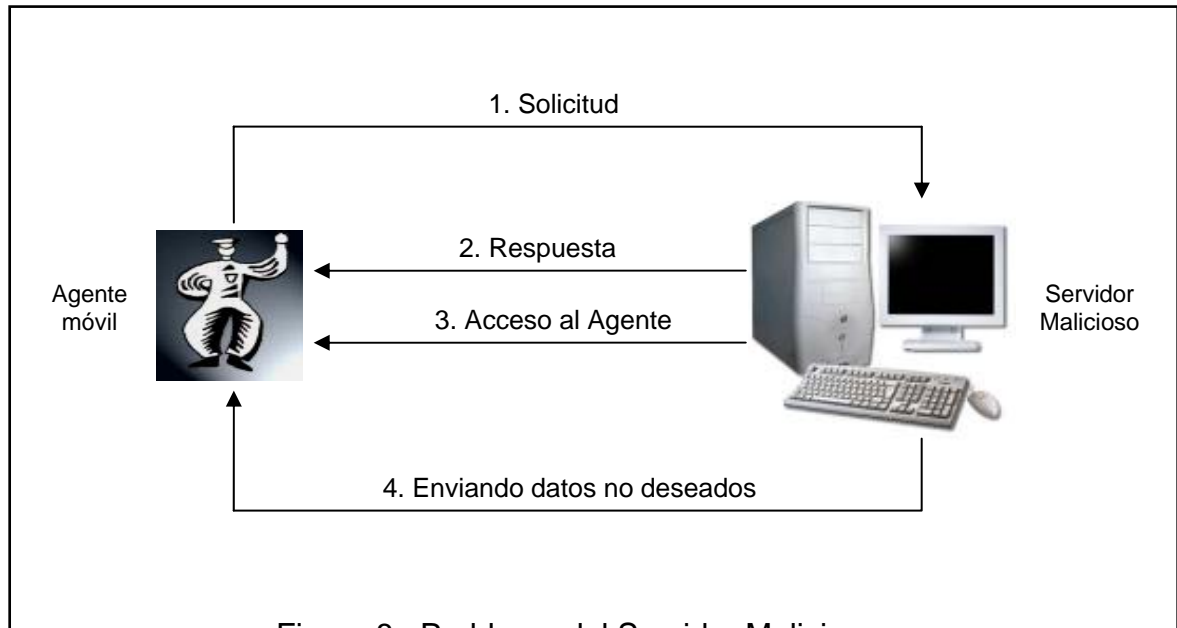 1. Solicitud
2. Respuesta
3. Acceso al Agente
Agente
móvil
Servidor
Malicioso
4. Enviando datos no deseados